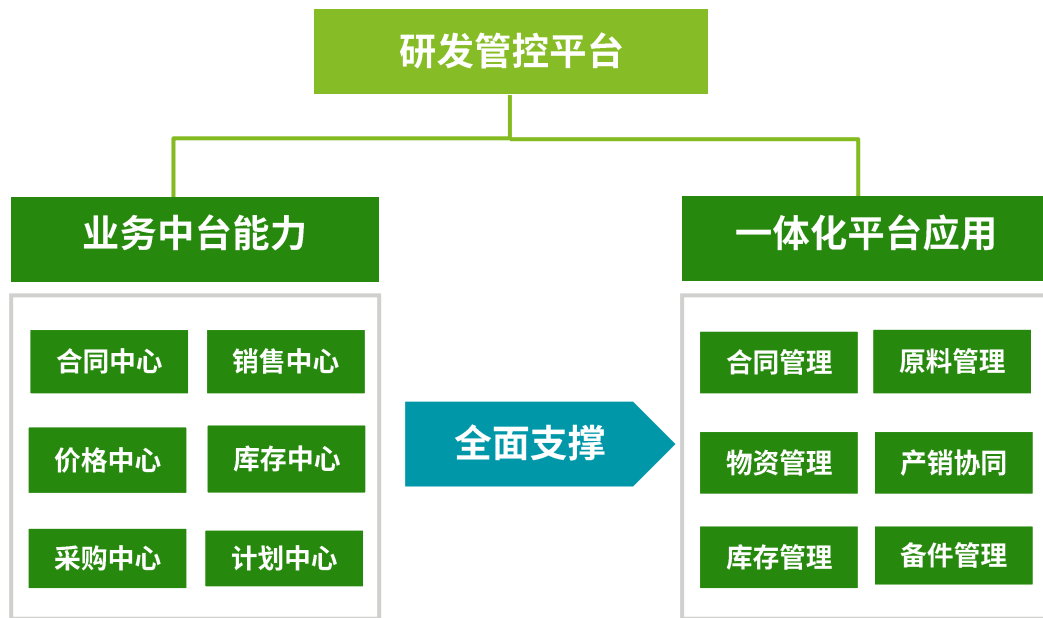 研发管控平台
业务中台能力
一体化平台应用
合同中心
销售中心
价格中心
库存中心
采购中心
计划中心
全面支撑
合同管理
原料管理
物资管理
产销协同
库存管理
备件管理